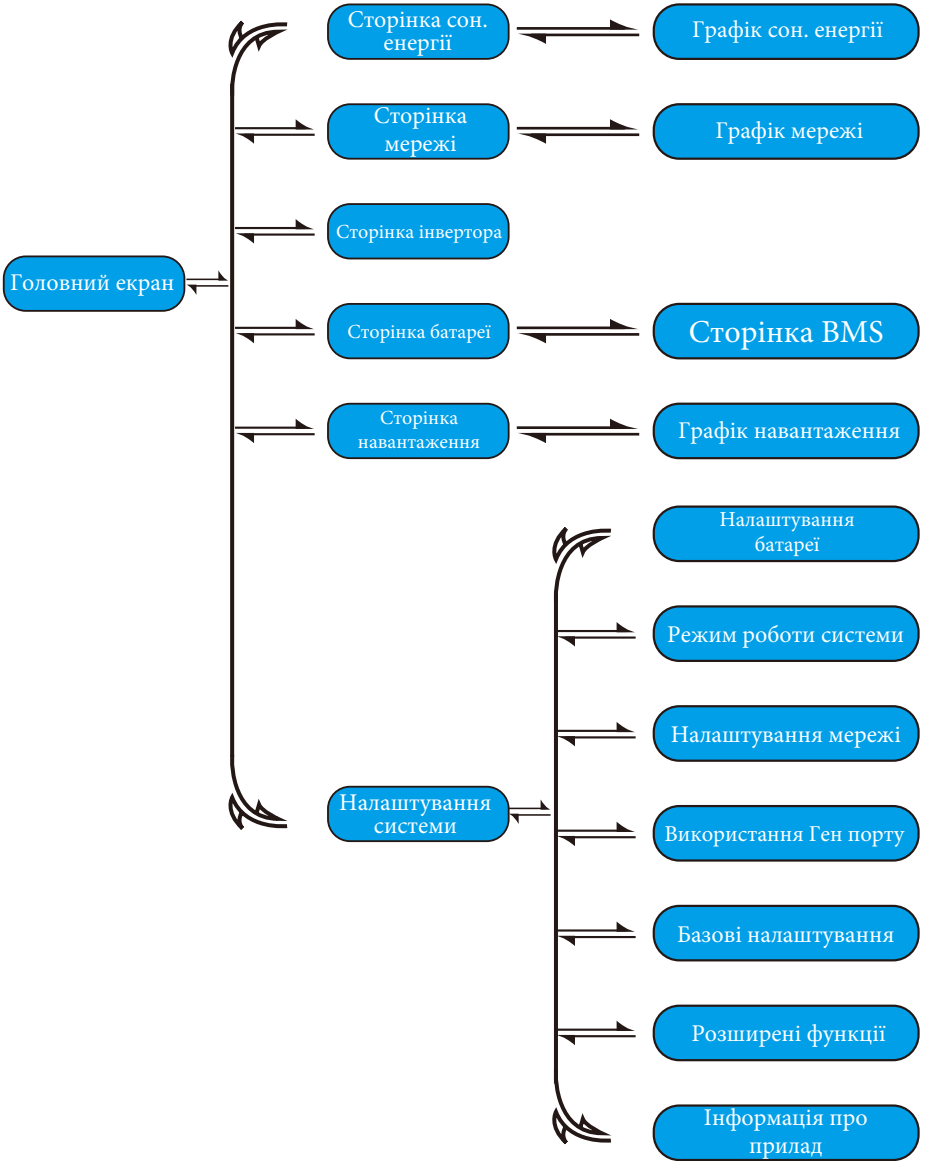 Сторінка сон.
енергії
Графік сон. енергії
Сторінка
мережі
Графік мережі
Сторінка інвертора
Головний екран
Сторінка батареї
Сторінка BMS
Сторінка
навантаження
Графік навантаження
Налаштування
батареї
Режим роботи системи
Налаштування мережі
Налаштування
системи
Використання Ген порту
Базові налаштування
Розширені функції
Інформація про
прилад